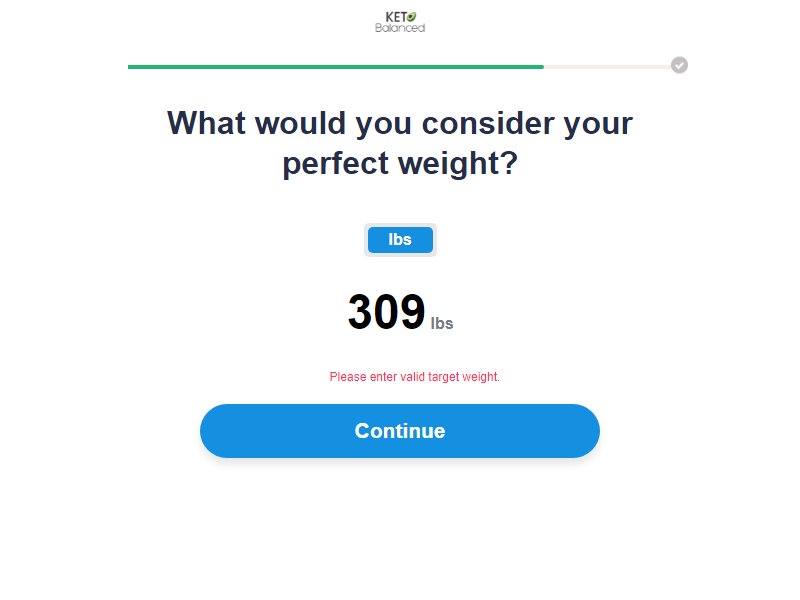 KETO
Balanced
What would you consider your
perfect weight?
lbs
309 lbs
Please enter valid target weight.
Continue